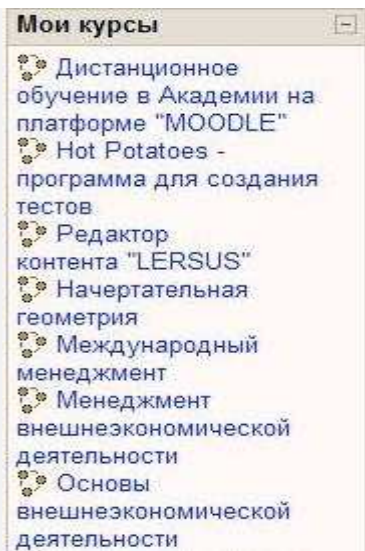 Мои курсы
Дистанционное
обучение в Академии на
платформе "MOODLE"
Hot Potatoes -
программа для создания
тестов
Редактор
контента "LERSUS"
Начертательная
геометрия
Международный
менеджмент
Менеджмент
внешнеэкономической
деятельности
Основы
внешнеэкономической
деятельности